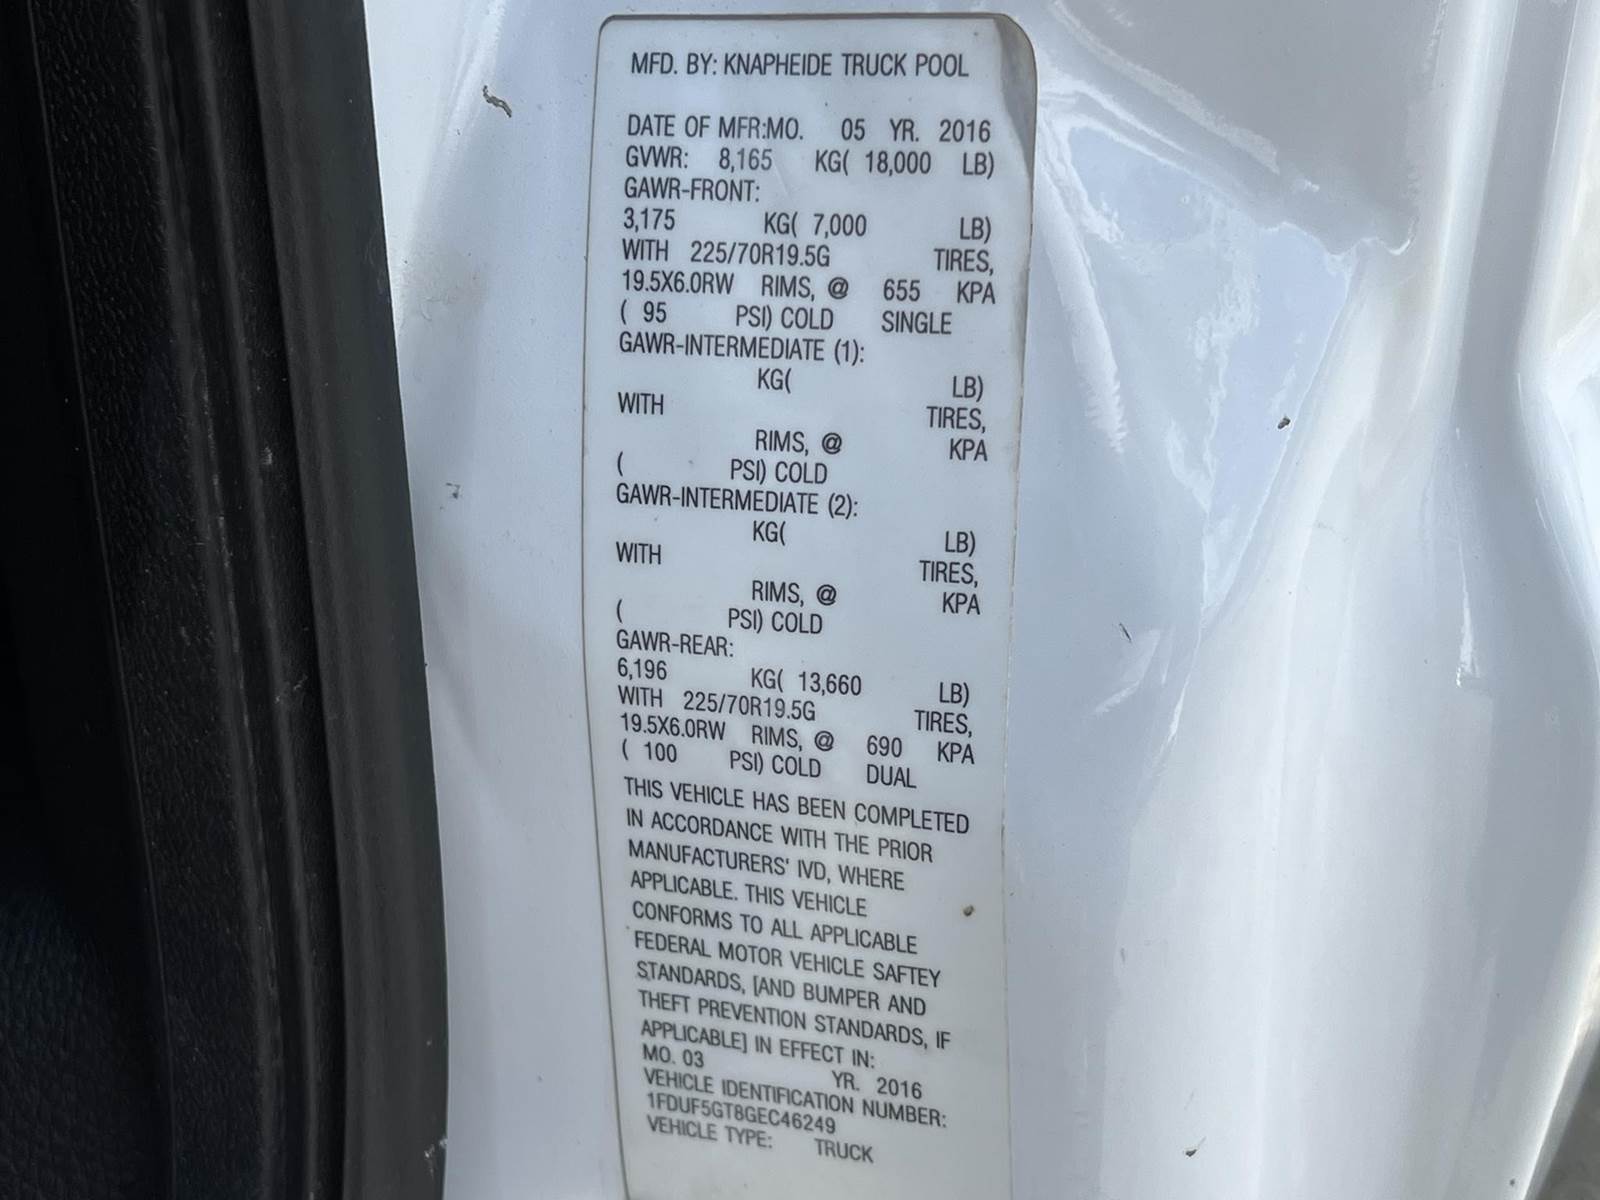 MFD. BY: KNAPHEIDE TRUCK POOL
DATE OF MFR:MO. 05 YR. 2016
GVWR: 8,165 KG( 18,000 LB)
GAWR-FRONT:
3,175 KG( 7,000 LB)
WITH 225/70R19.5G TIRES,
19.5X6.0RW RIMS, @ 655 KPA
( 95 PSI) COLD SINGLE
GAWR-INTERMEDIATE (1):
KG( LB)
WITH TIRES,
RIMS, @ KPA
( PSI) COLD
GAWR-INTERMEDIATE (2):
KG( LB)
WITH TIRES,
RIMS, @ KPA
( PSI) COLD
GAWR-REAR:
6,196 KG( 13,660 LB)
WITH 225/70R19.5G TIRES,
19.5X6.0RW RIMS, @ 690 KPA
( 100 PSI) COLD DUAL
THIS VEHICLE HAS BEEN COMPLETED
IN ACCORDANCE WITH THE PRIOR
MANUFACTURERS' IVD, WHERE
APPLICABLE. THIS VEHICLE
CONFORMS TO ALL APPLICABLE
FEDERAL MOTOR VEHICLE SAFTEY
STANDARDS, [AND BUMPER AND
THEFT PREVENTION STANDARDS, IF
APPLICABLE] IN EFFECT IN:
MO. 03 YR. 2016
VEHICLE IDENTIFICATION NUMBER:
1FDUF5GT8GEC46249
VEHICLE TYPE: TRUCK